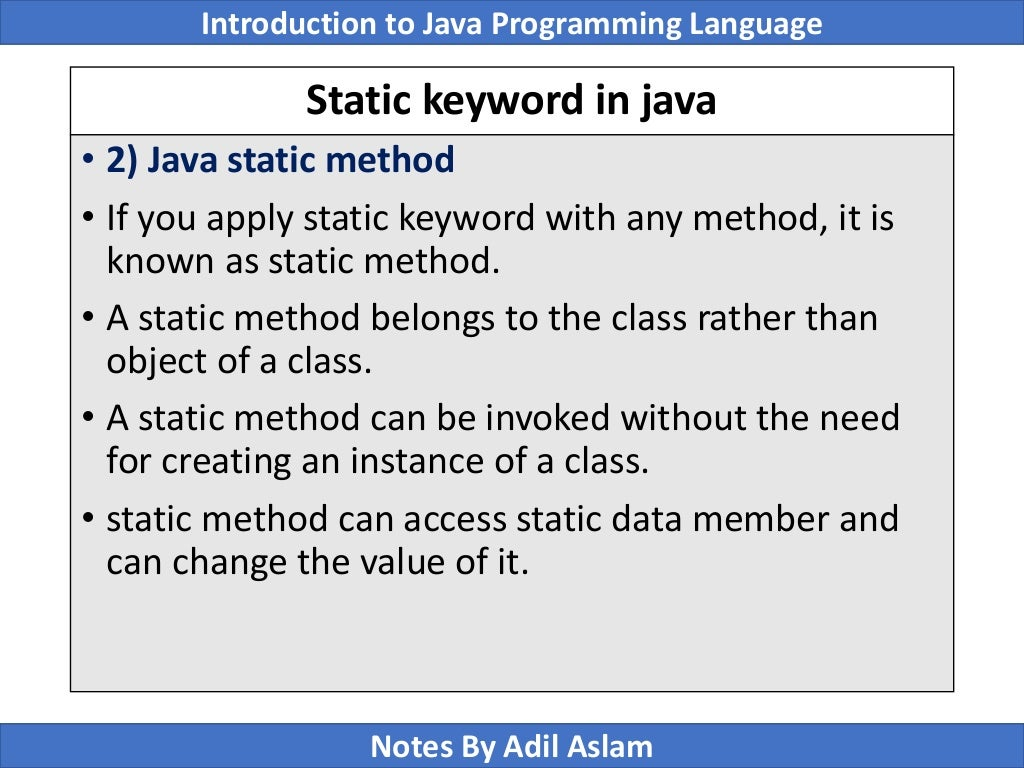 Introduction to Java Programming Language
Static keyword in java
• 2) Java static method
• If you apply static keyword with any method, it is
known as static method.
• A static method belongs to the class rather than
object of a class.
• A static method can be invoked without the need
for creating an instance of a class.
• static method can access static data member and
can change the value of it.
Notes By Adil Aslam